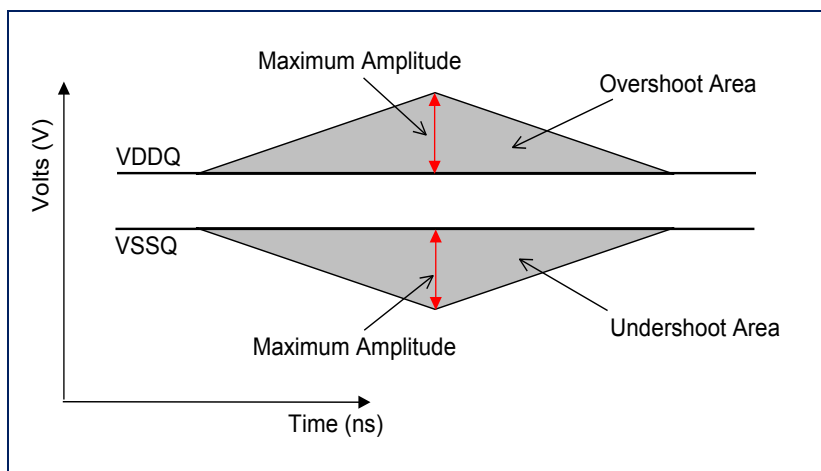 Maximum Amplitude
Overshoot Area
VDDQ
Volts (V)
VSSQ
Undershoot Area
Maximum Amplitude
Time (ns)